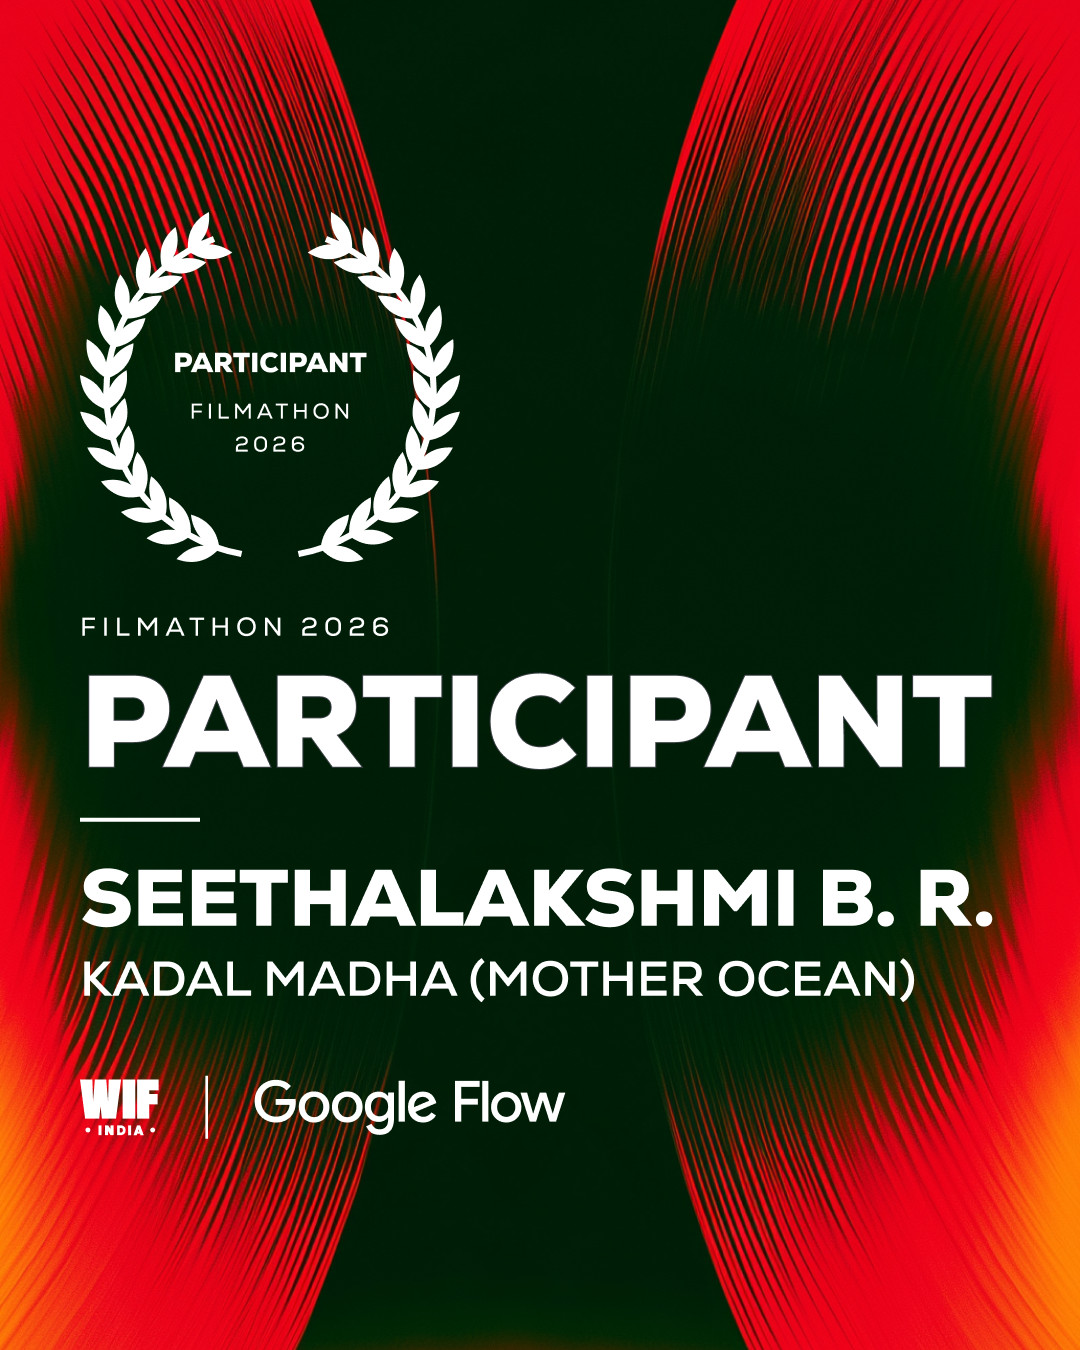 PARTICIPANT
FILMATHON
2026
FILMATHON 2026
PARTICIPANT
SEETHALAKSHMI B. R.
KADAL MADHA (MOTHER OCEAN)
WIF
• INDIA •
Google Flow